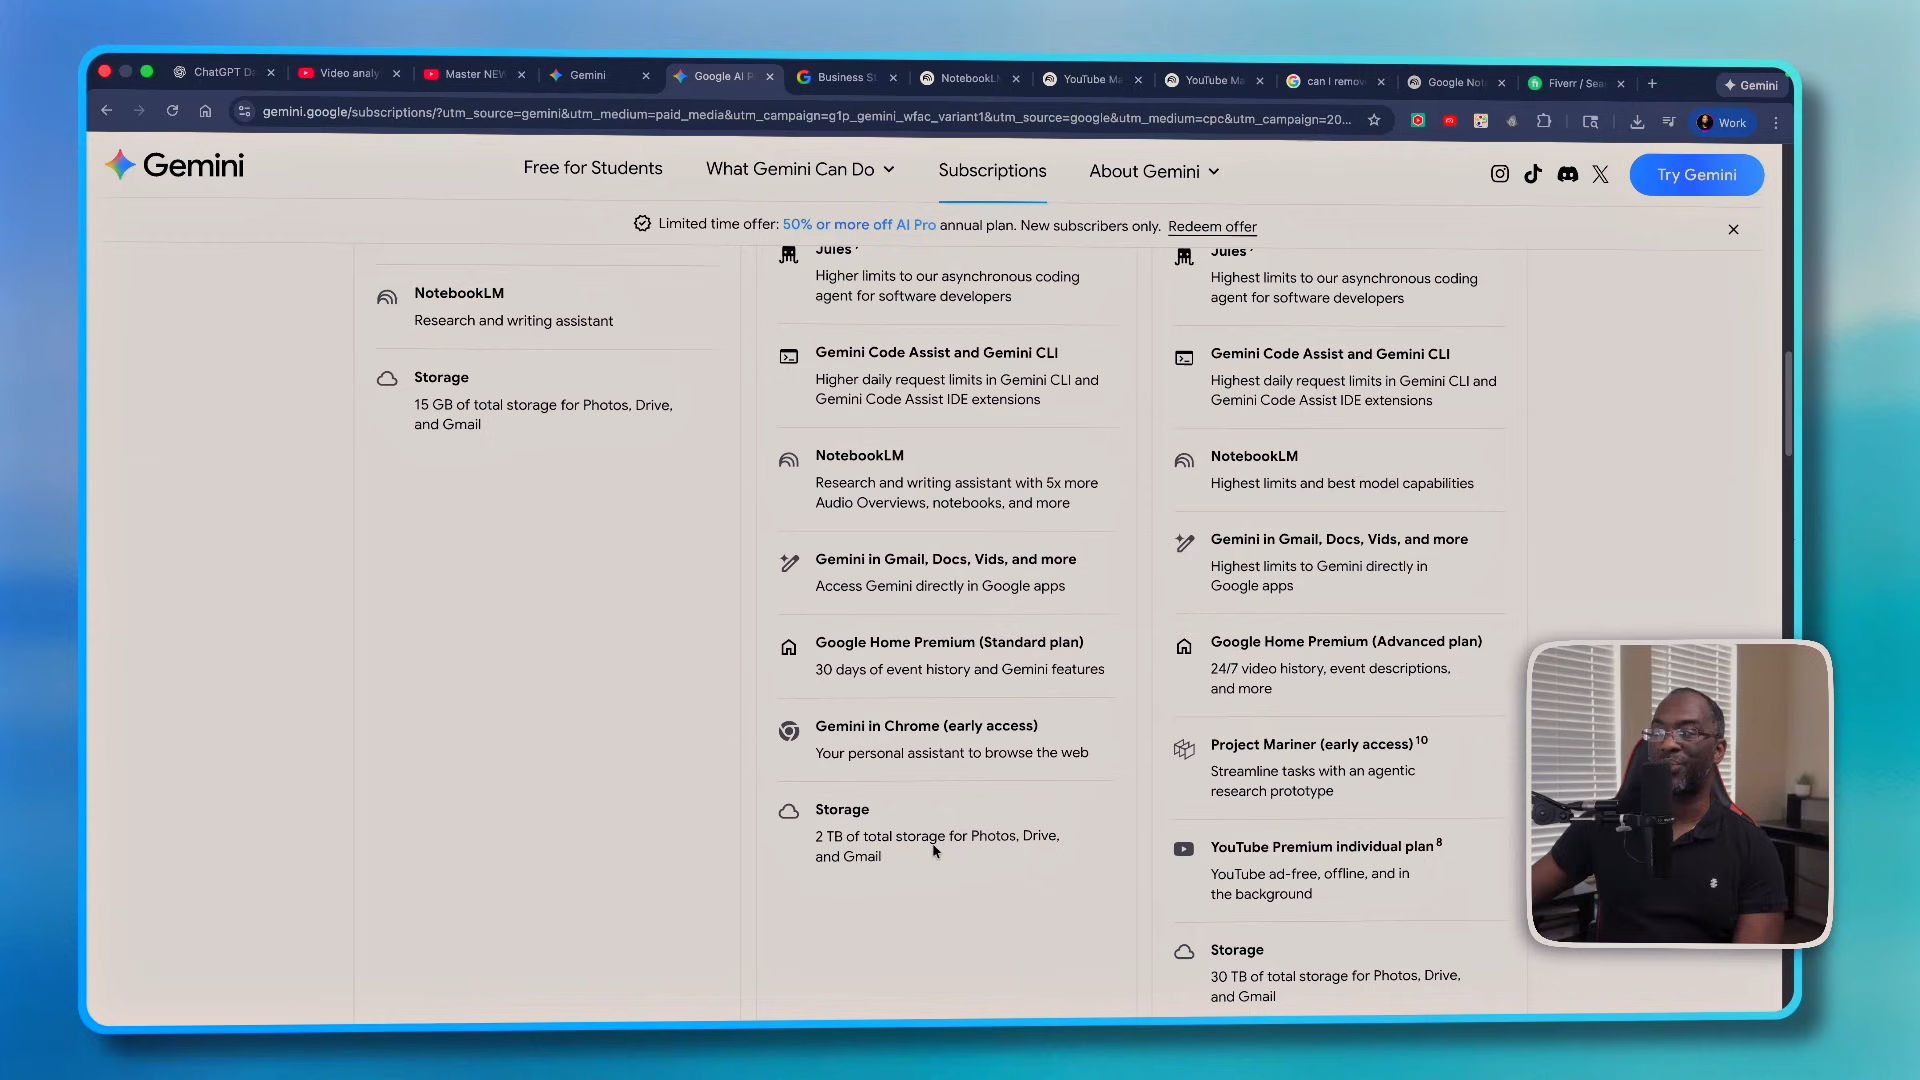 ChatGPT Da
Video analy
Master NEW
Gemini
Google AI P
Business S
NotebookL
YouTube Ma
YouTube Ma
can I remov
Google Not
Fiverr / Sea
Gemini
gemini.google/subscriptions/?utm_source=gemini&utm_medium=paid_media&utm_campaign=g1p_gemini_wfac_variant1&utm_source=google&utm_medium=cpc&utm_campaign=20...
Work
Gemini
Free for Students
What Gemini Can Do
Subscriptions
About Gemini
Try Gemini
Limited time offer: 50% or more off AI Pro annual plan. New subscribers only. Redeem offer
NotebookLM
Research and writing assistant
Storage
15 GB of total storage for Photos, Drive,
and Gmail
Jules
Higher limits to our asynchronous coding
agent for software developers
Gemini Code Assist and Gemini CLI
Higher daily request limits in Gemini CLI and
Gemini Code Assist IDE extensions
NotebookLM
Research and writing assistant with 5x more
Audio Overviews, notebooks, and more
Gemini in Gmail, Docs, Vids, and more
Access Gemini directly in Google apps
Google Home Premium (Standard plan)
30 days of event history and Gemini features
Gemini in Chrome (early access)
Your personal assistant to browse the web
Storage
2 TB of total storage for Photos, Drive,
and Gmail
Jules
Highest limits to our asynchronous coding
agent for software developers
Gemini Code Assist and Gemini CLI
Highest daily request limits in Gemini CLI and
Gemini Code Assist IDE extensions
NotebookLM
Highest limits and best model capabilities
Gemini in Gmail, Docs, Vids, and more
Highest limits to Gemini directly in
Google apps
Google Home Premium (Advanced plan)
24/7 video history, event descriptions,
and more
Project Mariner (early access)10
Streamline tasks with an agentic
research prototype
YouTube Premium individual plan8
YouTube ad-free, offline, and in
the background
Storage
30 TB of total storage for Photos, Drive,
and Gmail